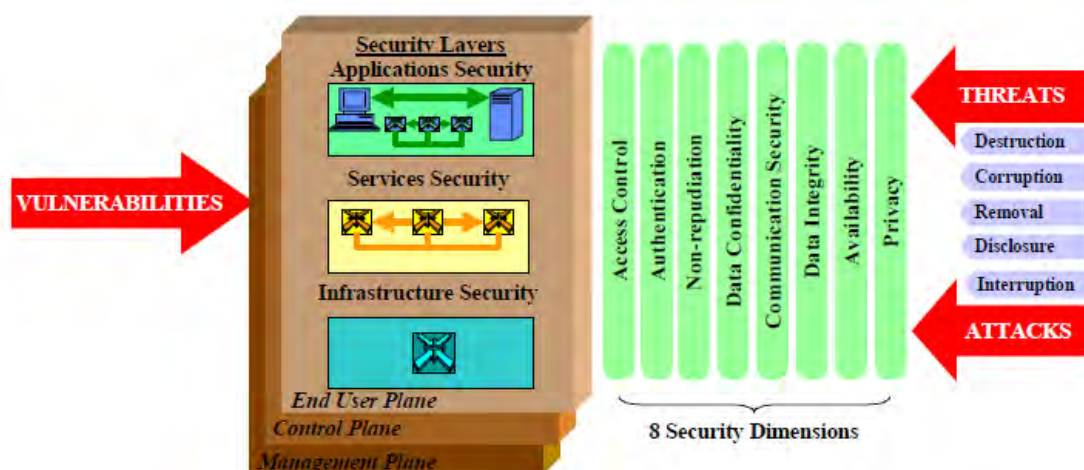 Security Layers
Applications Security
Services Security
Infrastructure Security
End User Plane
Control Plane
Management Plane
VULNERABILITIES
Access Control
Authentication
Non-repudiation
Data Confidentiality
Communication Security
Data Integrity
Availability
Privacy
8 Security Dimensions
THREATS
Destruction
Corruption
Removal
Disclosure
Interruption
ATTACKS